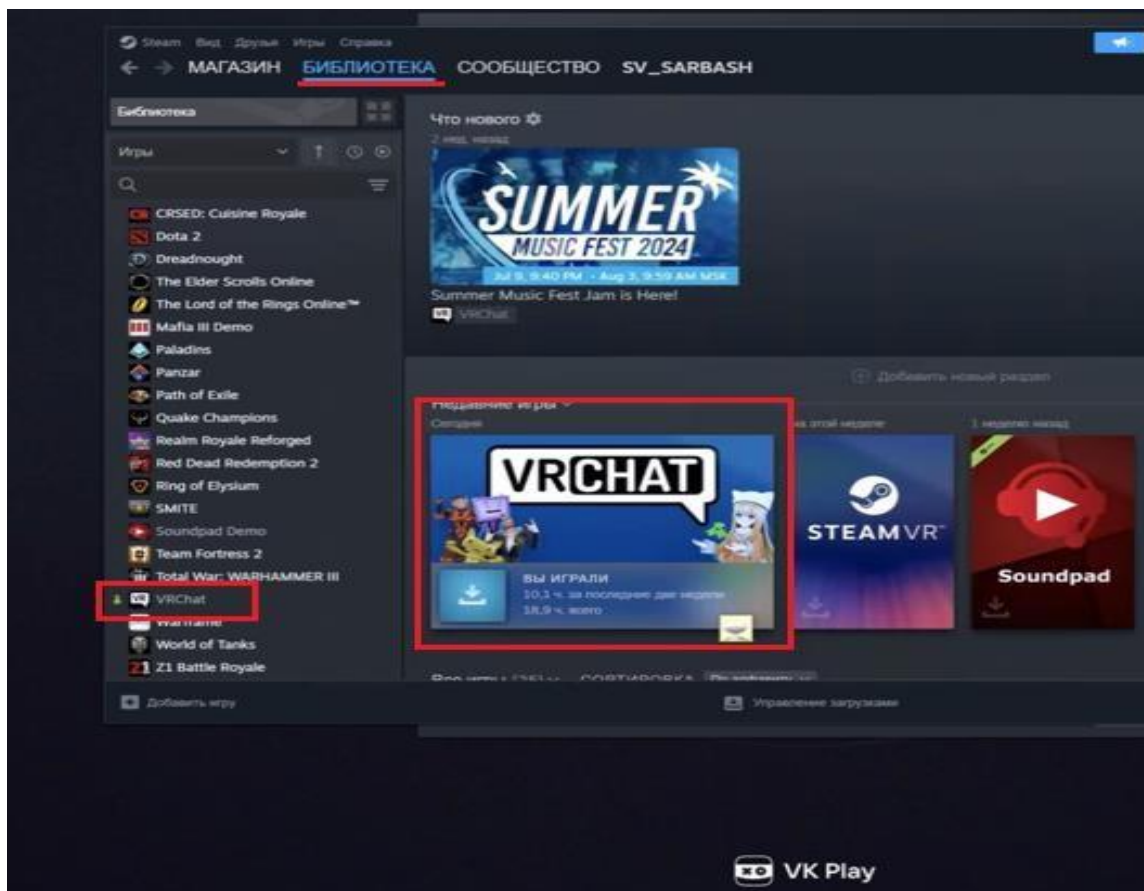 Steam Вид Друзья Игры Справка
МАГАЗИН БИБЛИОТЕКА СООБЩЕСТВО SV_SARBASH
Библиотека
Игры
CRSED: Cuisine Royale
Dota 2
Dreadnought
The Elder Scrolls Online
The Lord of the Rings Online™
Mafia III Demo
Paladins
Panzar
Path of Exile
Quake Champions
Realm Royale Reforged
Red Dead Redemption 2
Ring of Elysium
SMITE
Soundpad Demo
Team Fortress 2
Total War: WARHAMMER III
VRChat
Warframe
World of Tanks
Z1 Battle Royale
Добавить игру
Что нового
2 нед. назад
SUMMER
MUSIC FEST 2024
Jul 9, 9:40 PM - Aug 3, 9:59 AM MSK
Summer Music Fest Jam is Here!
VRChat
Добавить новый раздел
Недавние игры
Сегодня
VRCHAT
ВЫ ИГРАЛИ
10,1 ч. за последние две недели
18,9 ч. всего
на этой неделе
STEAMVR
1 неделю назад
Soundpad
Все игры (25) СОРТИРОВКА По алфавиту
Управление загрузками
VK Play